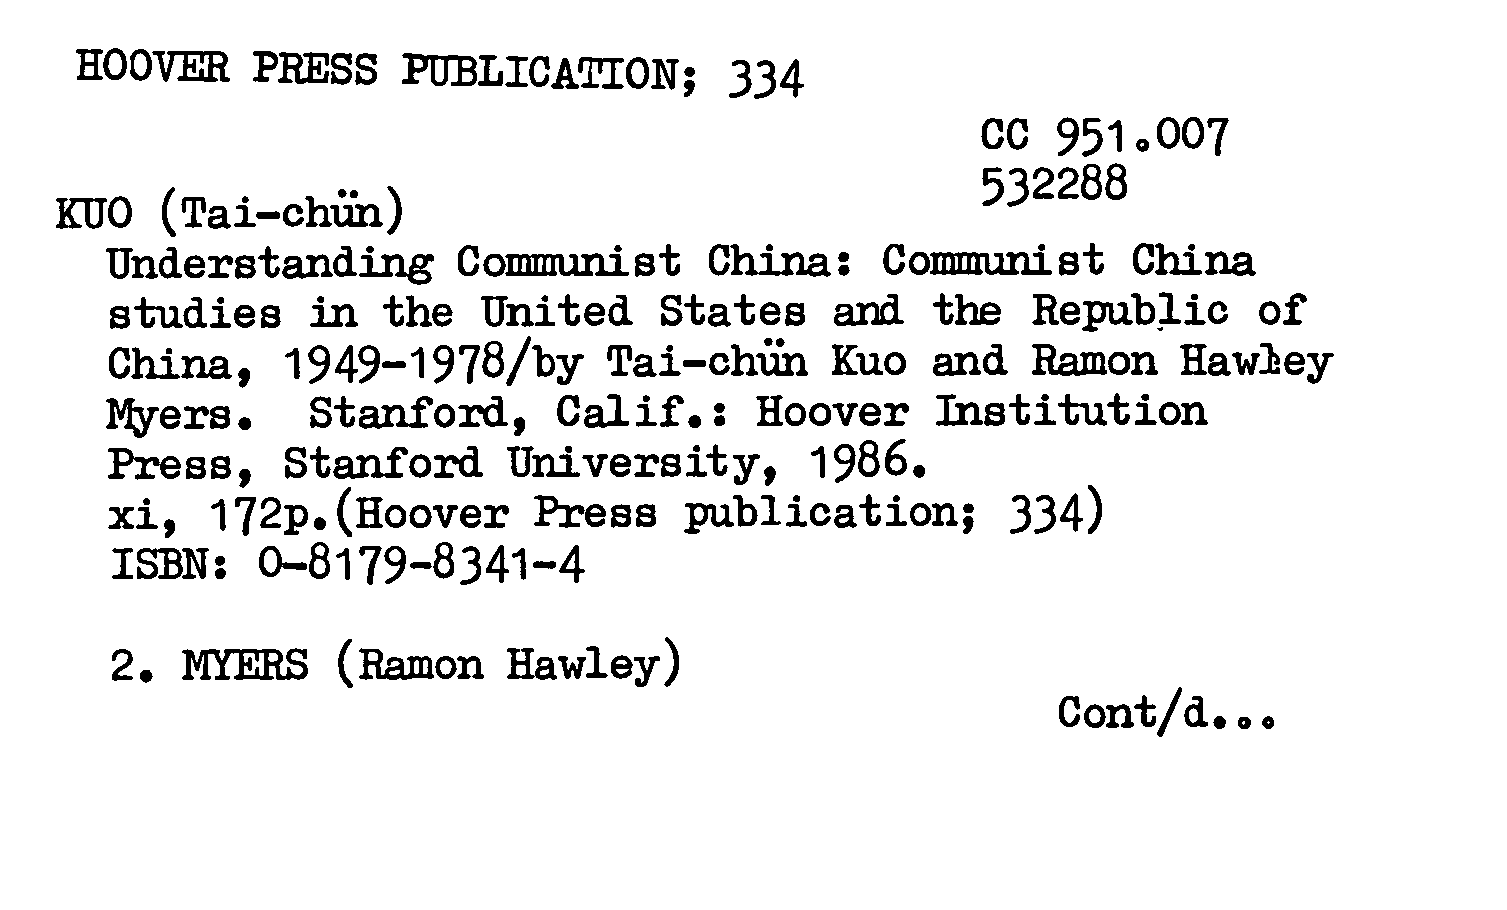 HOOVER PRESS PUBLICATION; 334
CC 951.007
532288
KUO (Tai-chün)
Understanding Communist China: Communist China
studies in the United States and the Republic of
China, 1949-1978/by Tai-chün Kuo and Ramon Hawley
Myers. Stanford, Calif.: Hoover Institution
Press, Stanford University, 1986.
xi, 172p.(Hoover Press publication; 334)
ISBN: 0-8179-8341-4
2. MYERS (Ramon Hawley)
Cont/d...